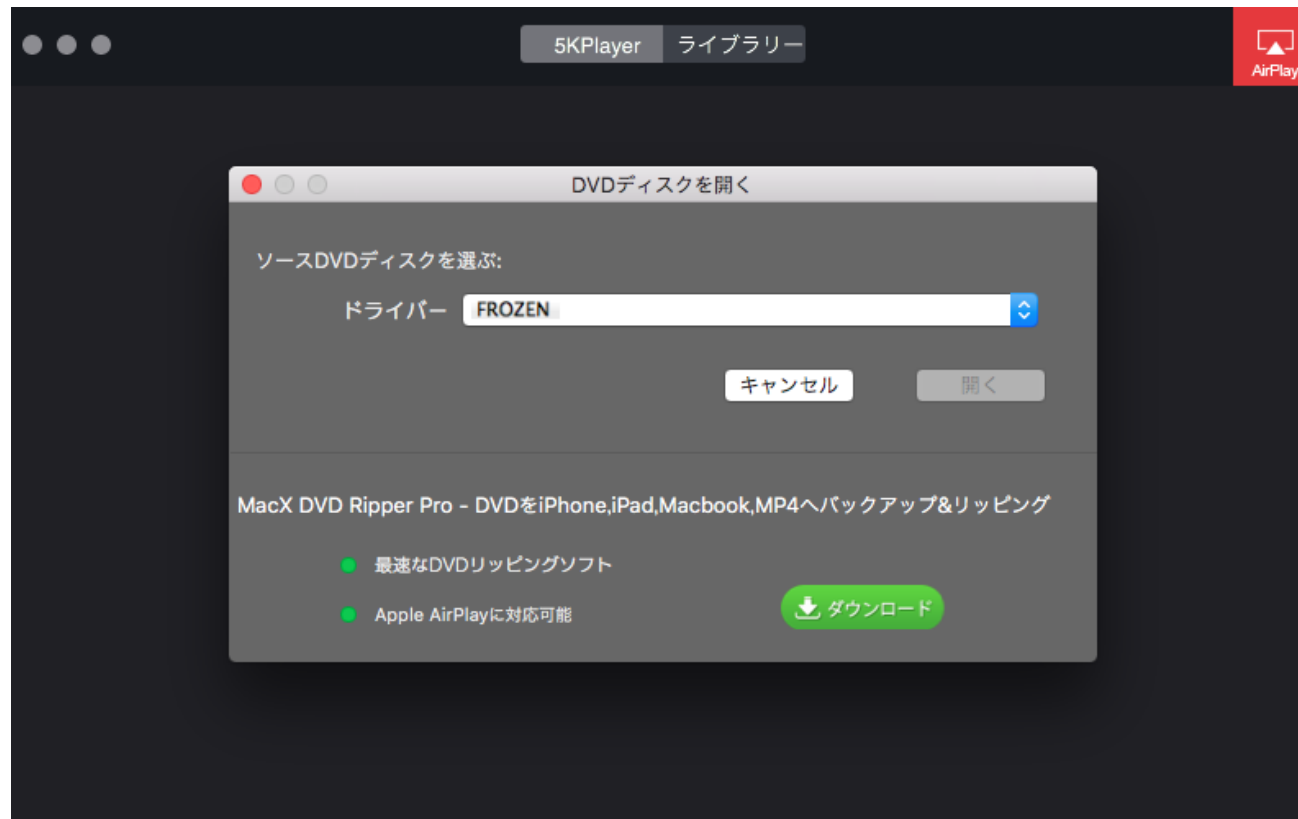 5KPlayer ライブラリー
AirPlay
DVDディスクを開く
ソースDVDディスクを選ぶ:
ドライバー FROZEN
キャンセル 開く
MacX DVD Ripper Pro - DVDをiPhone,iPad,Macbook,MP4へバックアップ&リッピング
最速なDVDリッピングソフト
Apple AirPlayに対応可能
ダウンロード